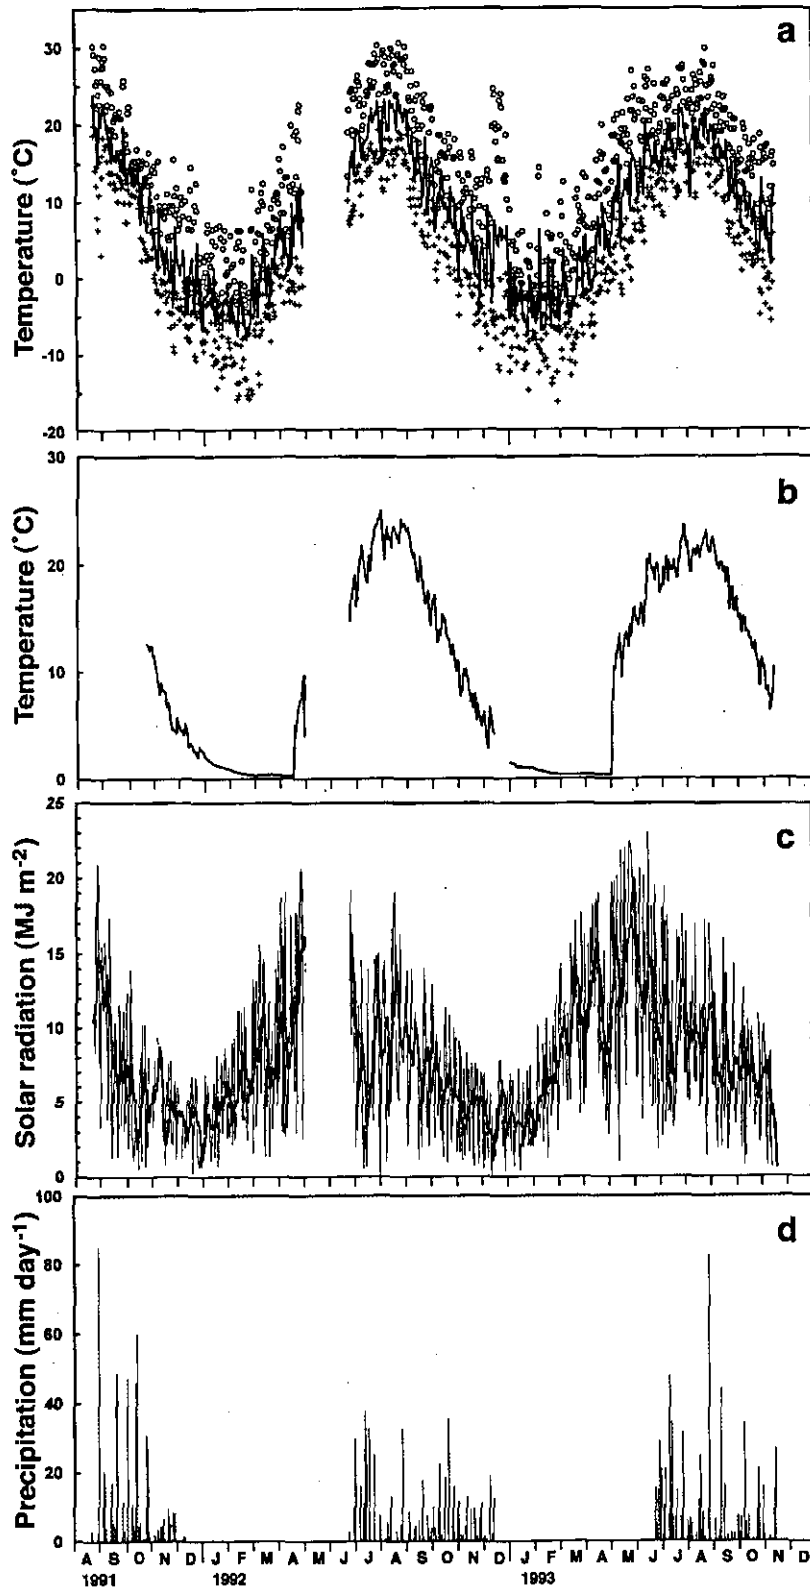 a
30
20
10
0
-10
-20
Temperature (˚C)
b
30
20
10
0
Temperature (˚C)
c
25
20
15
10
5
0
Solar radiation (MJ m⁻²)
d
100
80
60
40
20
0
Precipitation (mm day⁻¹)
A S O N D J F M A M J J A S O N D J F M A M J J A S O N D
1991 1992 1993